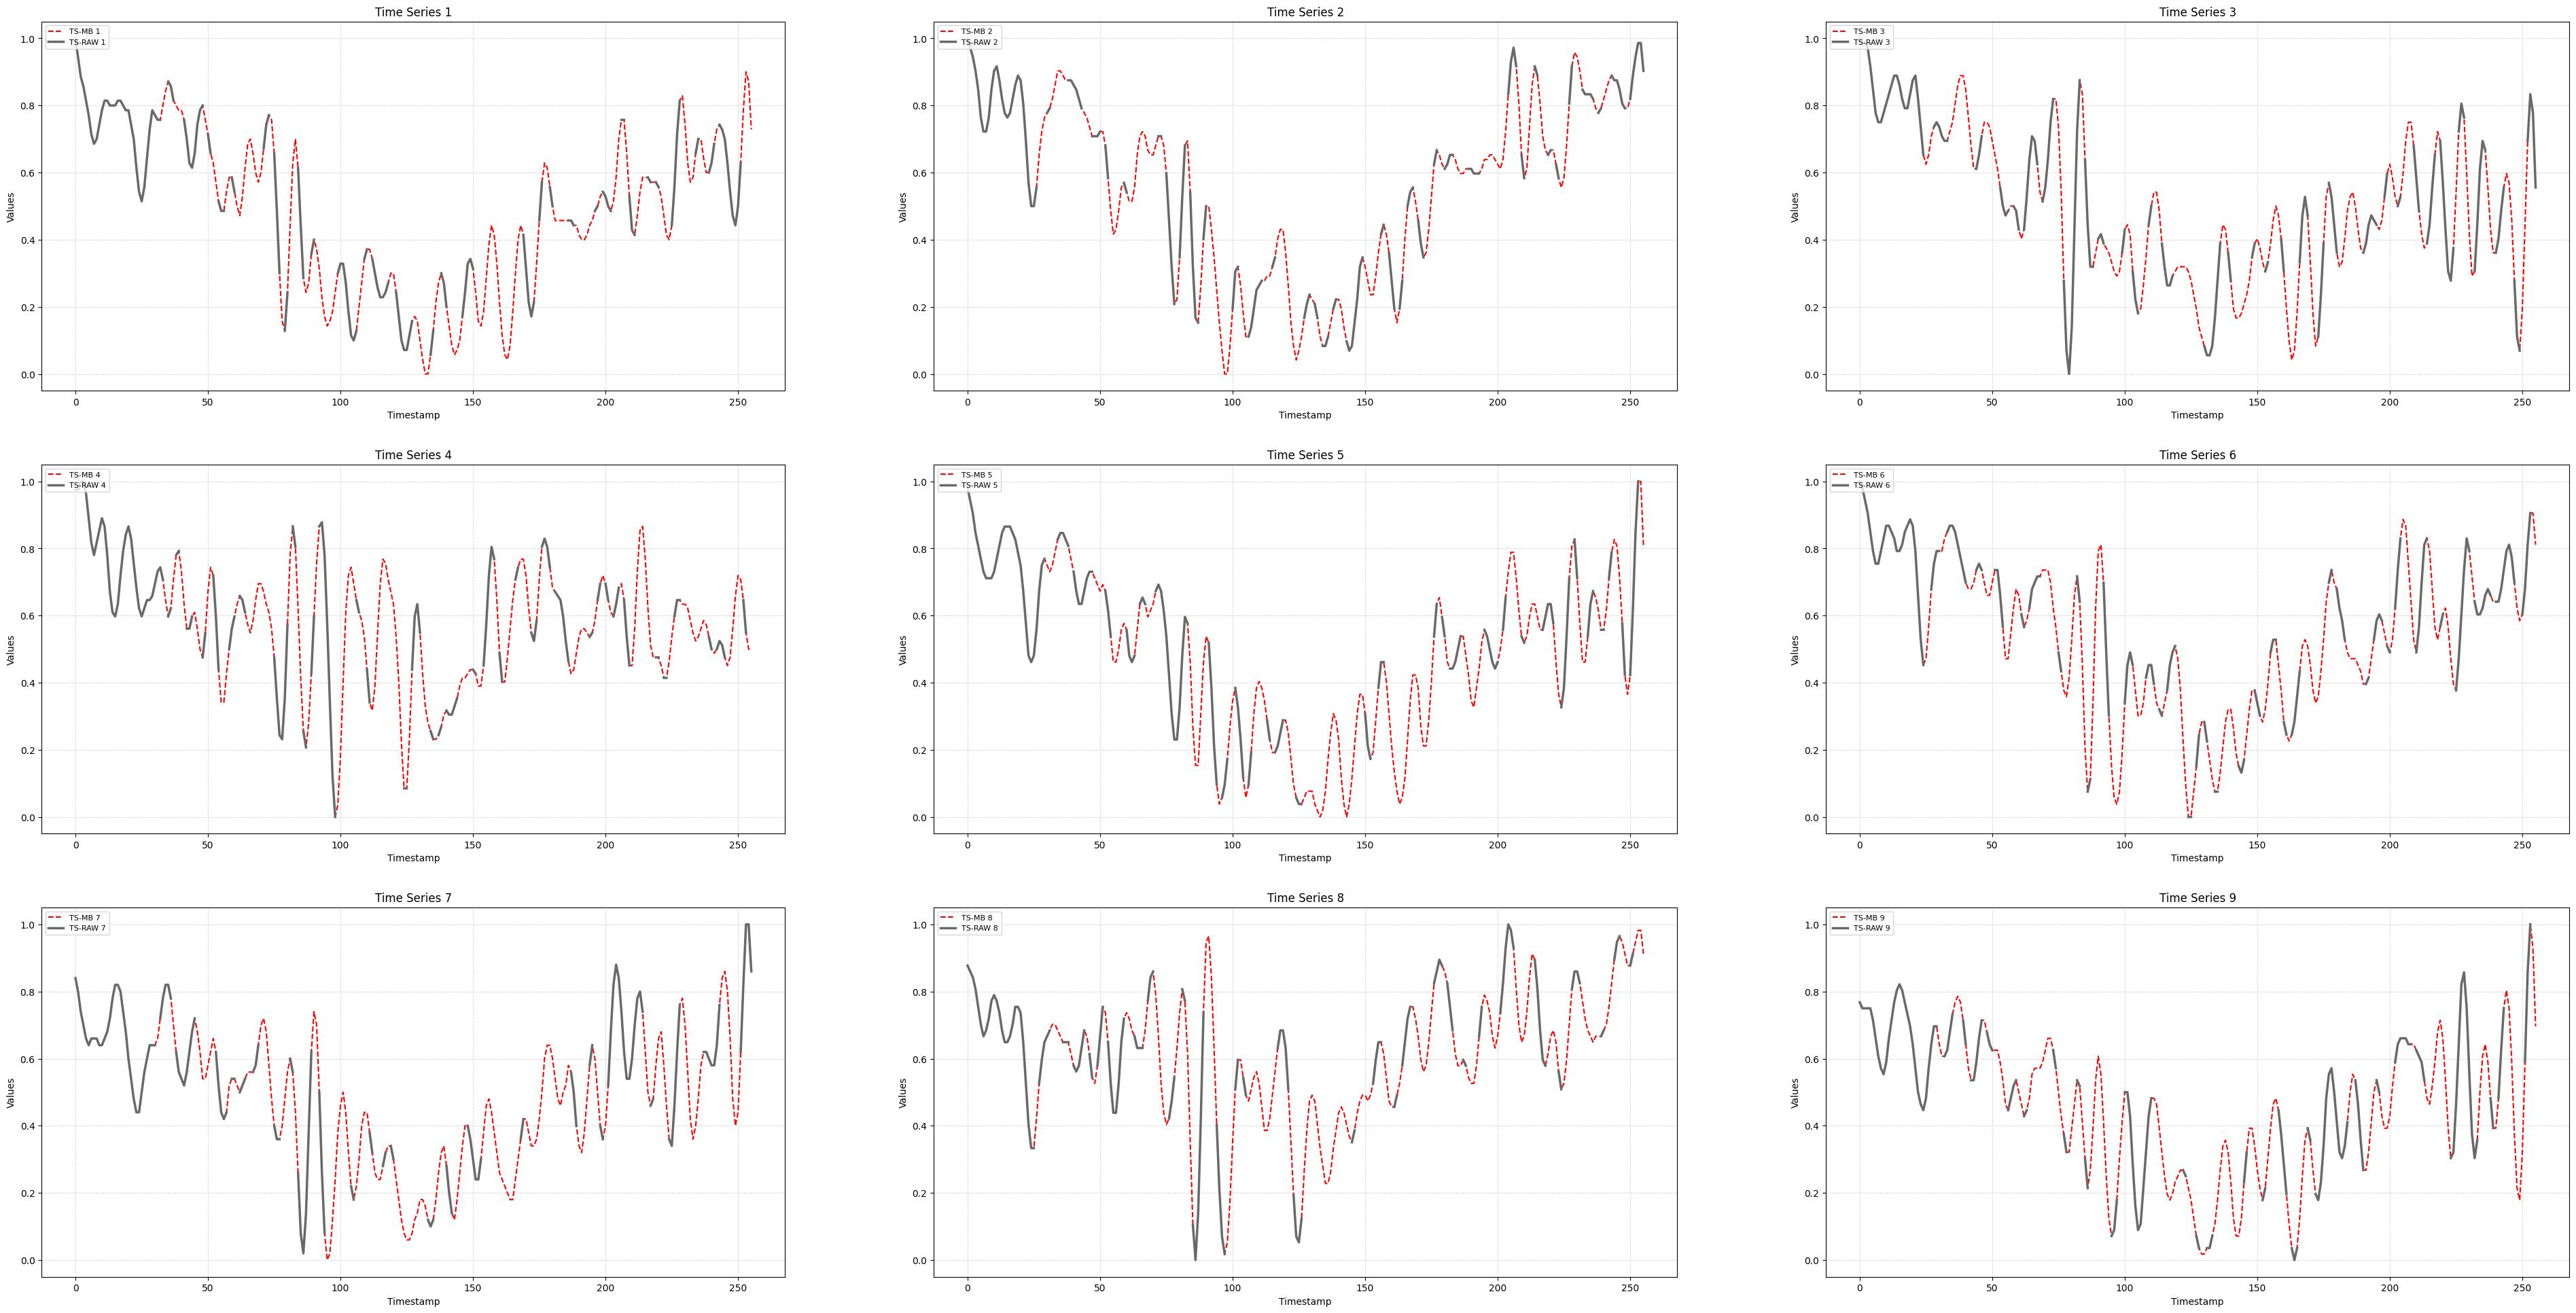 Time Series 1
TS-MB 1
TS-RAW 1
1.0
0.8
0.6
0.4
0.2
0.0
Values
0 50 100 150 200 250
Timestamp
Time Series 2
TS-MB 2
TS-RAW 2
1.0
0.8
0.6
0.4
0.2
0.0
Values
0 50 100 150 200 250
Timestamp
Time Series 3
TS-MB 3
TS-RAW 3
1.0
0.8
0.6
0.4
0.2
0.0
Values
0 50 100 150 200 250
Timestamp
Time Series 4
TS-MB 4
TS-RAW 4
1.0
0.8
0.6
0.4
0.2
0.0
Values
0 50 100 150 200 250
Timestamp
Time Series 5
TS-MB 5
TS-RAW 5
1.0
0.8
0.6
0.4
0.2
0.0
Values
0 50 100 150 200 250
Timestamp
Time Series 6
TS-MB 6
TS-RAW 6
1.0
0.8
0.6
0.4
0.2
0.0
Values
0 50 100 150 200 250
Timestamp
Time Series 7
TS-MB 7
TS-RAW 7
1.0
0.8
0.6
0.4
0.2
0.0
Values
0 50 100 150 200 250
Timestamp
Time Series 8
TS-MB 8
TS-RAW 8
1.0
0.8
0.6
0.4
0.2
0.0
Values
0 50 100 150 200 250
Timestamp
Time Series 9
TS-MB 9
TS-RAW 9
1.0
0.8
0.6
0.4
0.2
0.0
Values
0 50 100 150 200 250
Timestamp